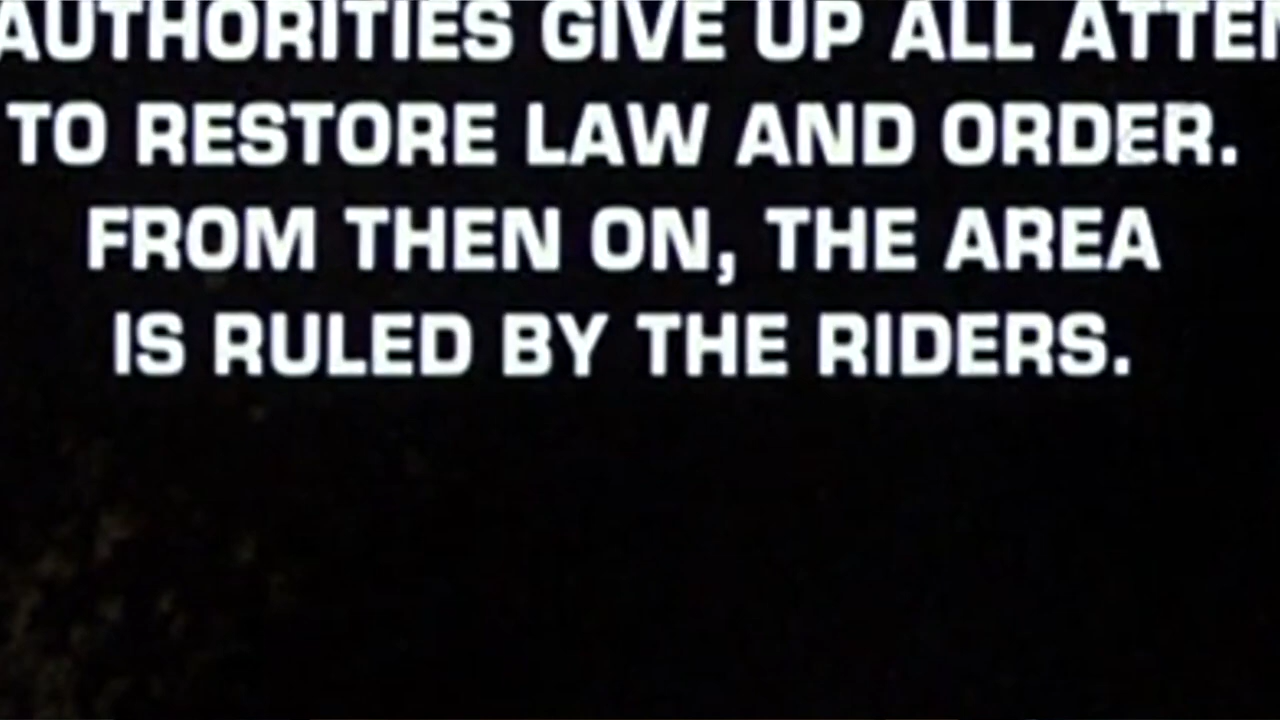 AUTHORITIES GIVE UP ALL ATTE
TO RESTORE LAW AND ORDER.
FROM THEN ON, THE AREA
IS RULED BY THE RIDERS.